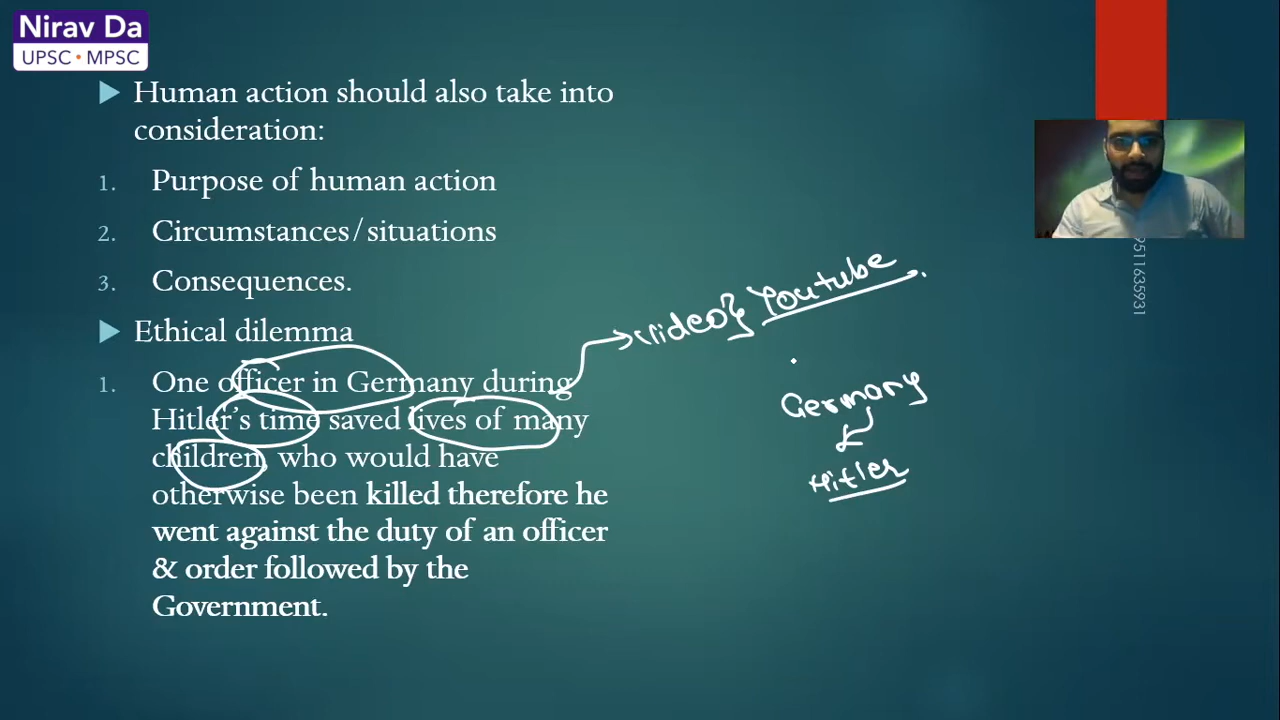 Nirav Da
UPSC • MPSC
▶ Human action should also take into
consideration:
1. Purpose of human action
2. Circumstances/situations
3. Consequences.
▶ Ethical dilemma
1. One officer in Germany during
Hitler's time saved lives of many
children, who would have
otherwise been killed therefore he
went against the duty of an officer
& order followed by the
Government.
Video Youtube
Germany
Hitler
9511635931